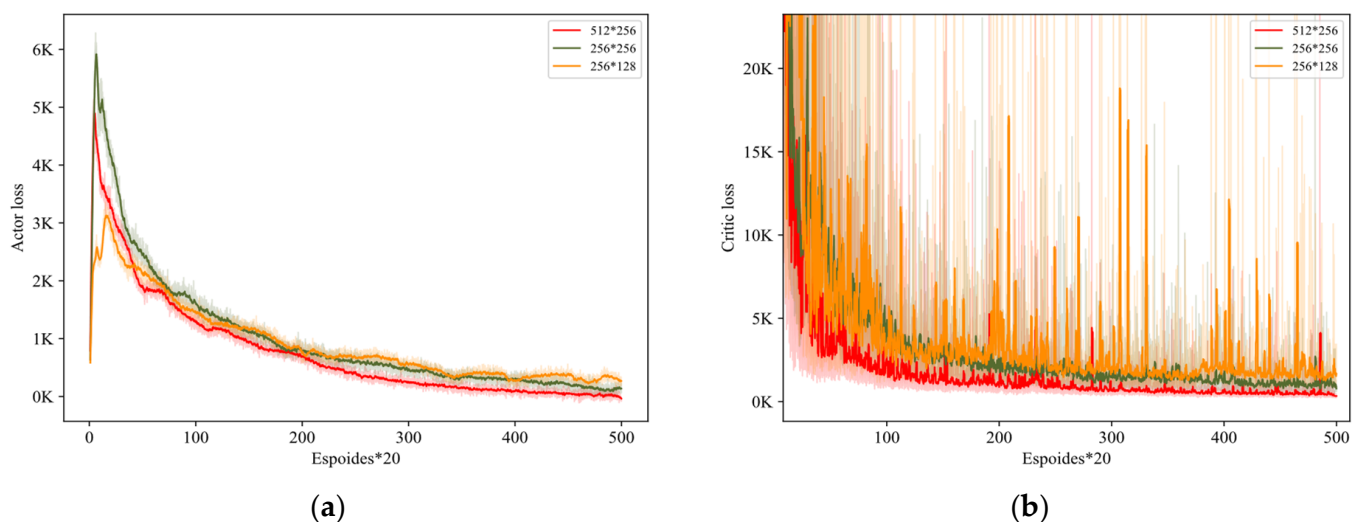 6K
5K
4K
3K
2K
1K
0K
Actor loss
0
100
200
300
400
500
Espoides*20
512*256
256*256
256*128
(a)
20K
15K
10K
5K
0K
Critic loss
100
200
300
400
500
Espoides*20
512*256
256*256
256*128
(b)